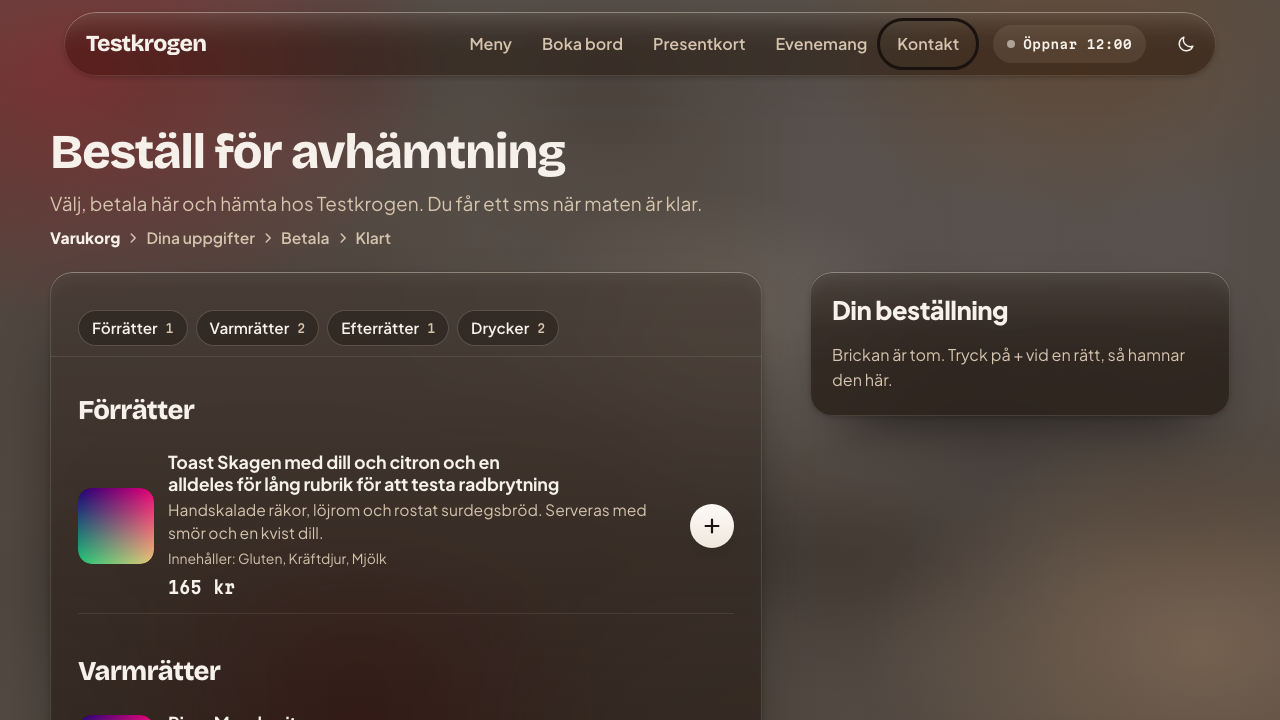 Testkrogen
Meny
Boka bord
Presentkort
Evenemang
Kontakt
Öppnar 12:00
Beställ för avhämtning
Välj, betala här och hämta hos Testkrogen. Du får ett sms när maten är klar.
Varukorg > Dina uppgifter > Betala > Klart
Förrätter 1
Varmrätter 2
Efterrätter 1
Drycker 2
Förrätter
Toast Skagen med dill och citron och en
alldeles för lång rubrik för att testa radbrytning
Handskalade räkor, löjrom och rostat surdegsbröd. Serveras med
smör och en kvist dill.
Innehåller: Gluten, Kräftdjur, Mjölk
165 kr
Varmrätter
Din beställning
Brickan är tom. Tryck på + vid en rätt, så hamnar
den här.